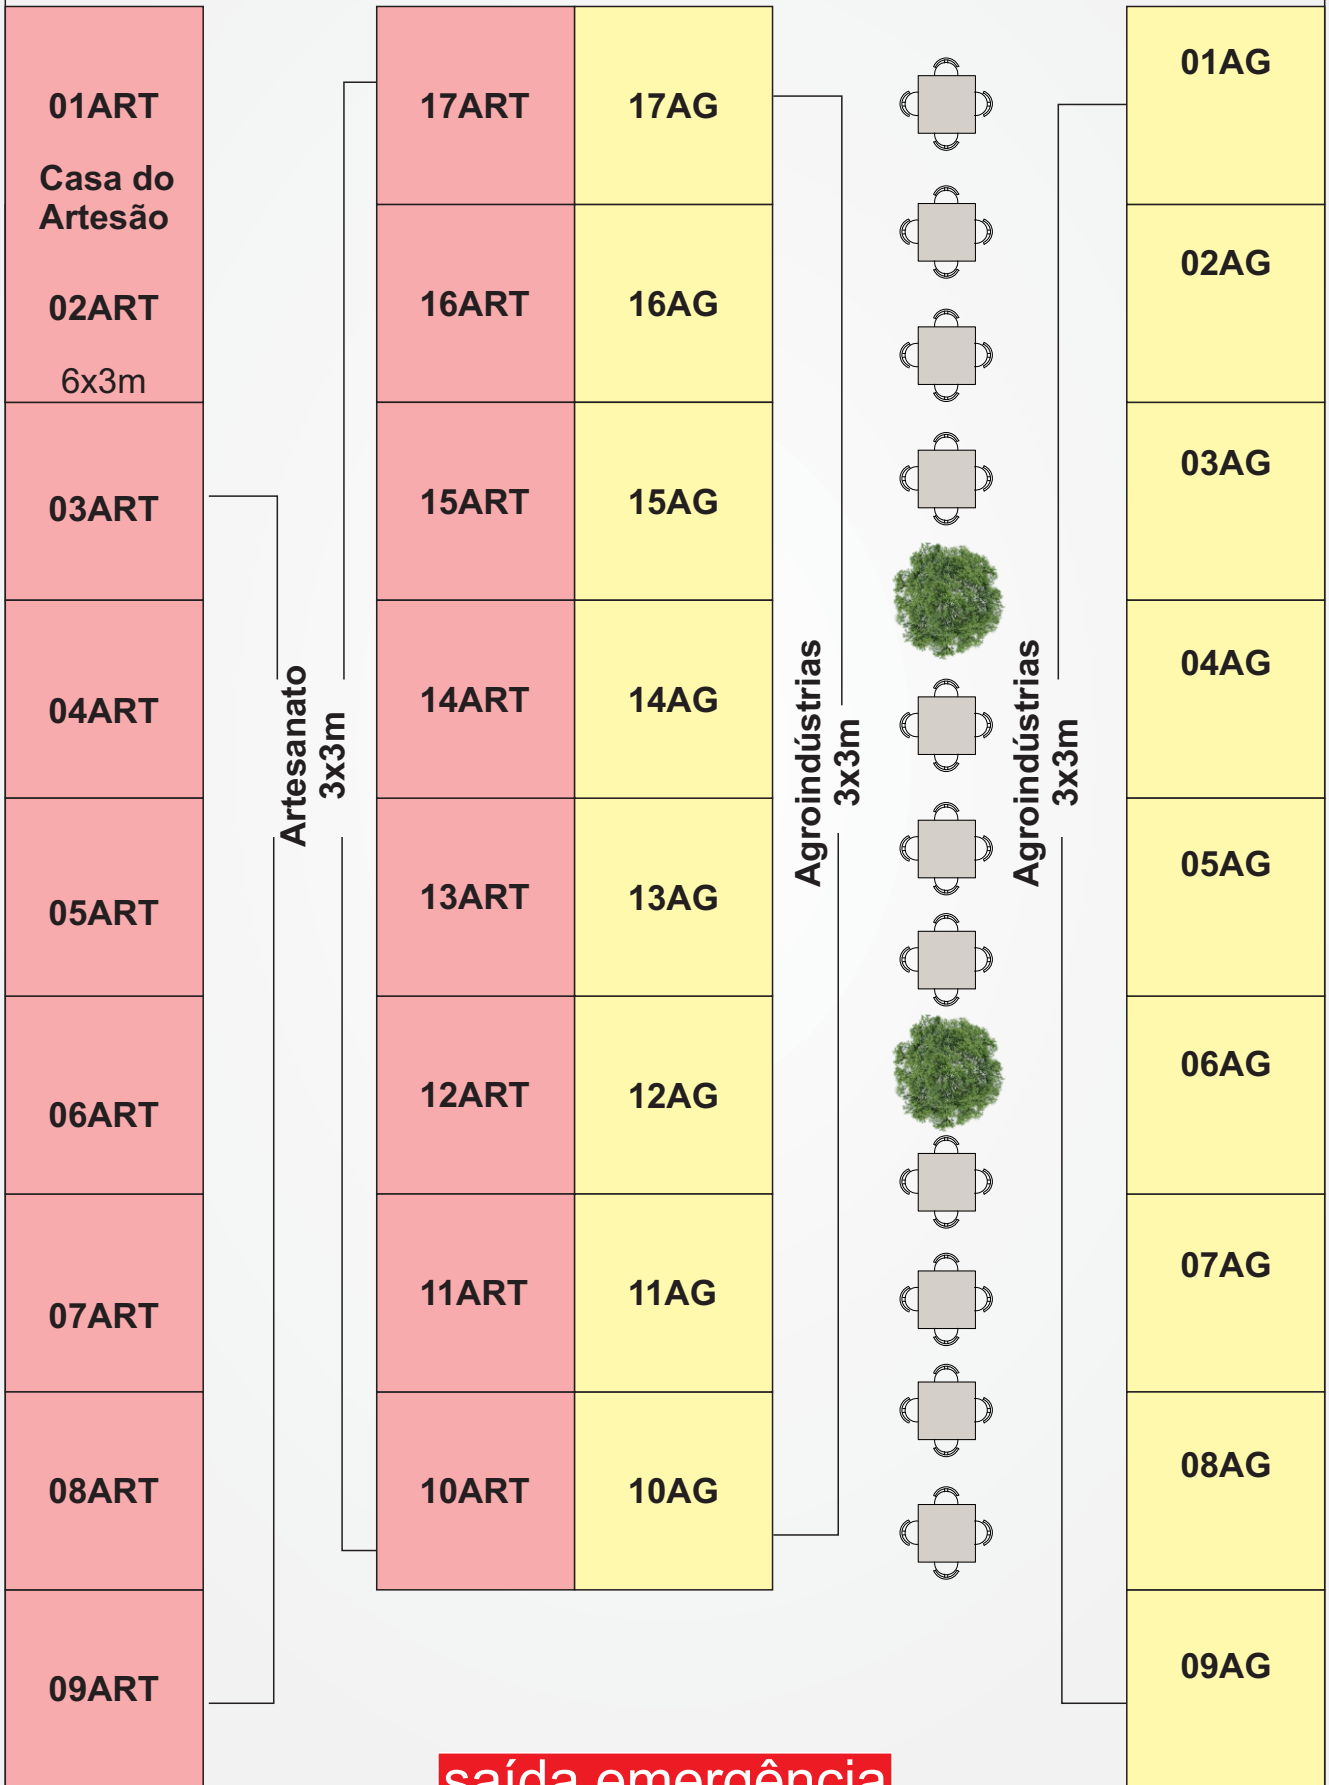 01ART
Casa do
Artesão
02ART
6x3m
03ART
04ART
05ART
06ART
07ART
08ART
09ART
Artesanato
3x3m
17ART
16ART
15ART
14ART
13ART
12ART
11ART
10ART
17AG
16AG
15AG
14AG
13AG
12AG
11AG
10AG
Agroindústrias
3x3m
Agroindústrias
3x3m
01AG
02AG
03AG
04AG
05AG
06AG
07AG
08AG
09AG
saída emergência